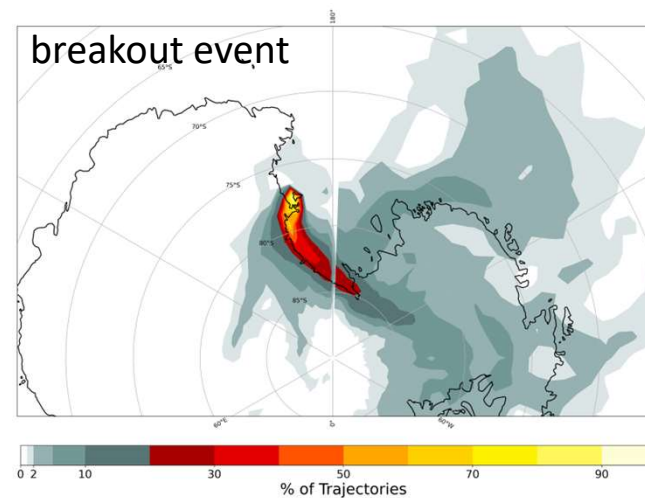 180°
breakout event
65°S
70°S
75°S
80°S
85°S
60°E
0°
60°W
0 2 10 30 50 70 90
% of Trajectories